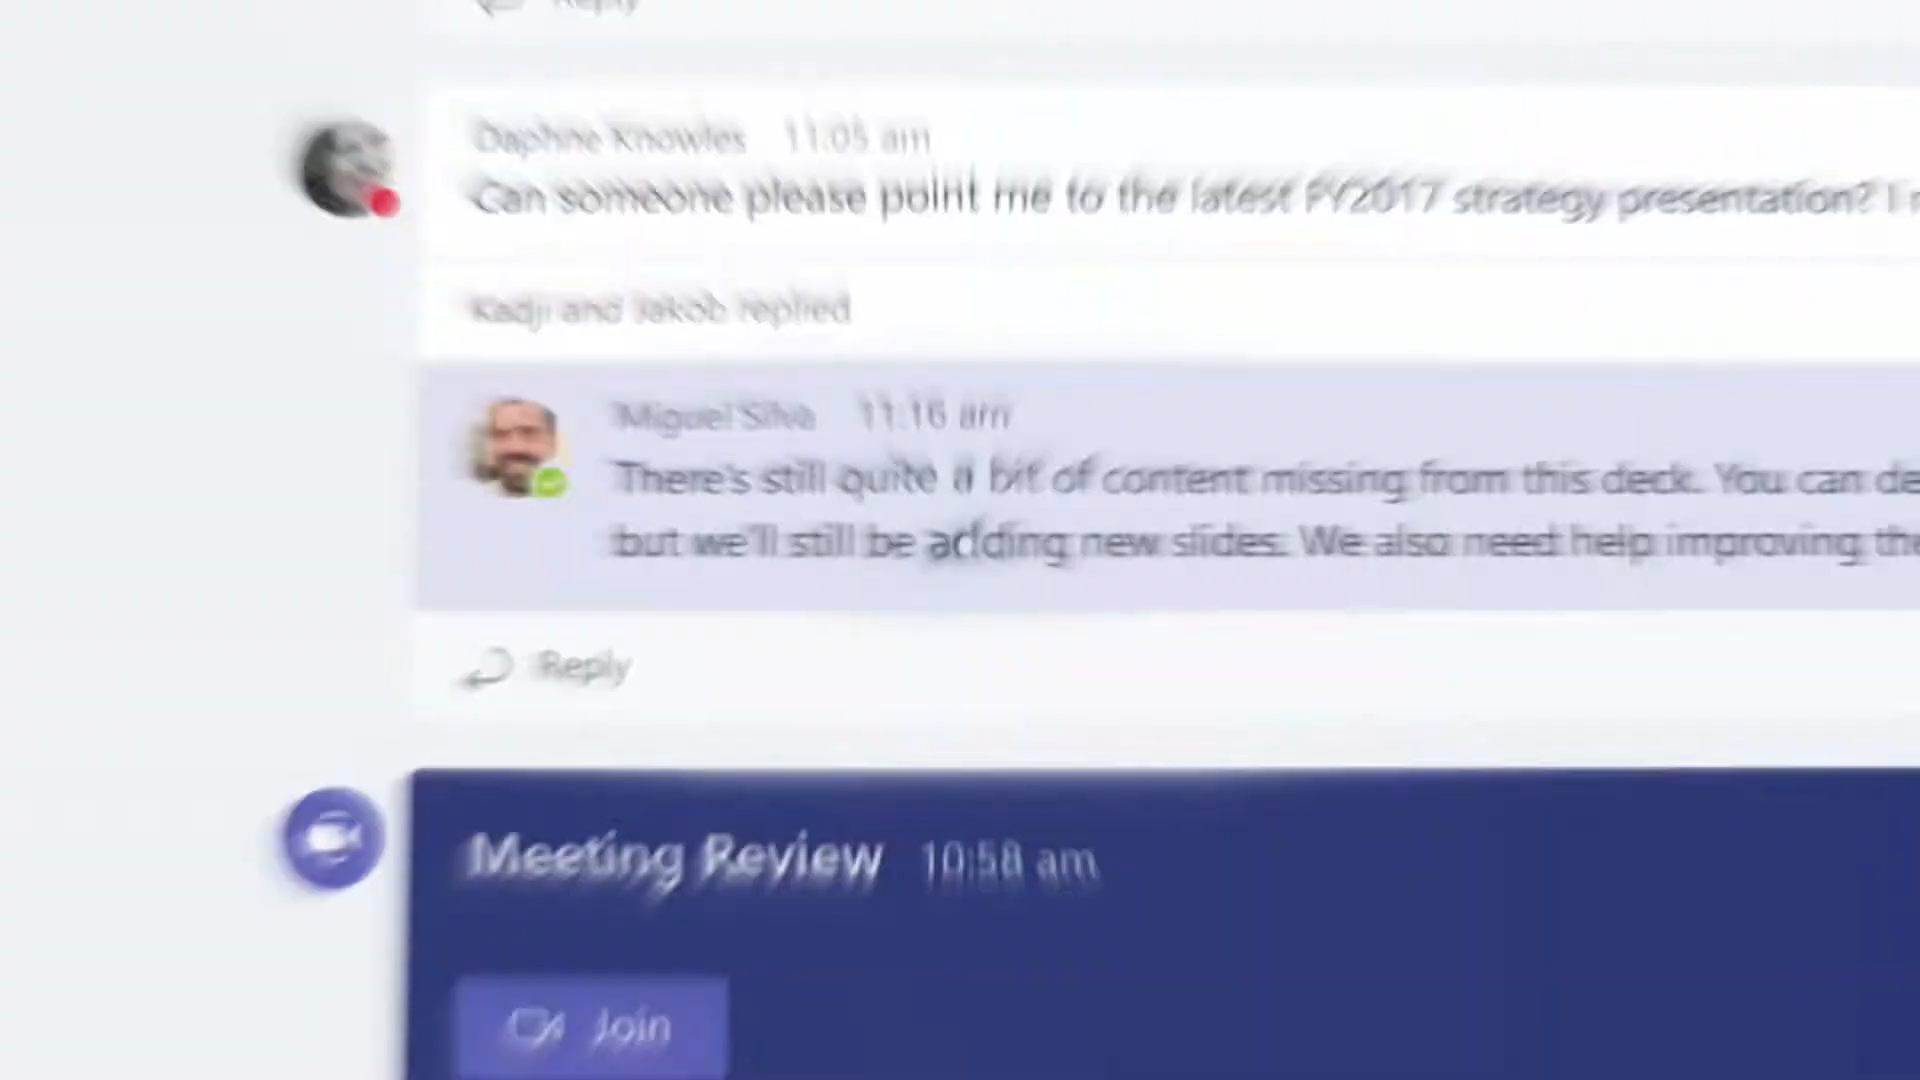 Reply
Daphne Knowles 11:05 am
Can someone please point me to the latest FY2017 strategy presentation? I
Kadji and Jakob replied
Miguel Silva 11:16 am
There's still quite a bit of content missing from this deck. You can
but we'll still be adding new slides. We also need help improving the
Reply
Meeting Review 10:58 am
Join